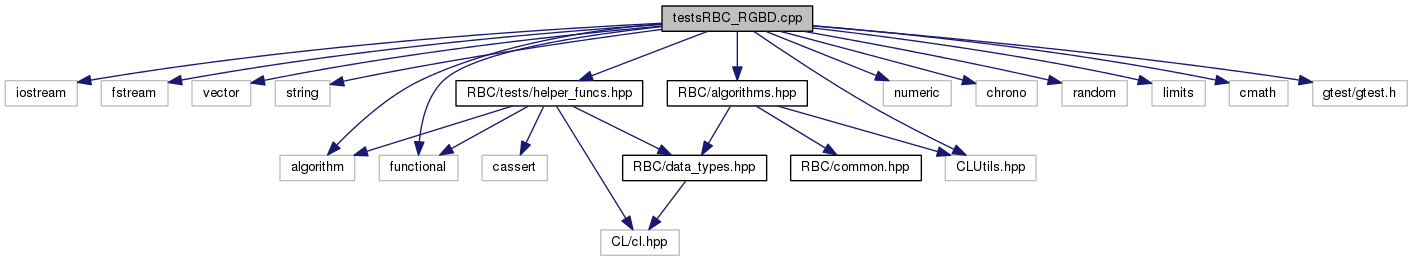 testsRBC_RGBD.cpp
iostream
fstream
vector
string
RBC/tests/helper_funcs.hpp
RBC/algorithms.hpp
numeric
chrono
random
limits
cmath
gtest/gtest.h
algorithm
functional
cassert
RBC/data_types.hpp
RBC/common.hpp
CLUtils.hpp
CL/cl.hpp